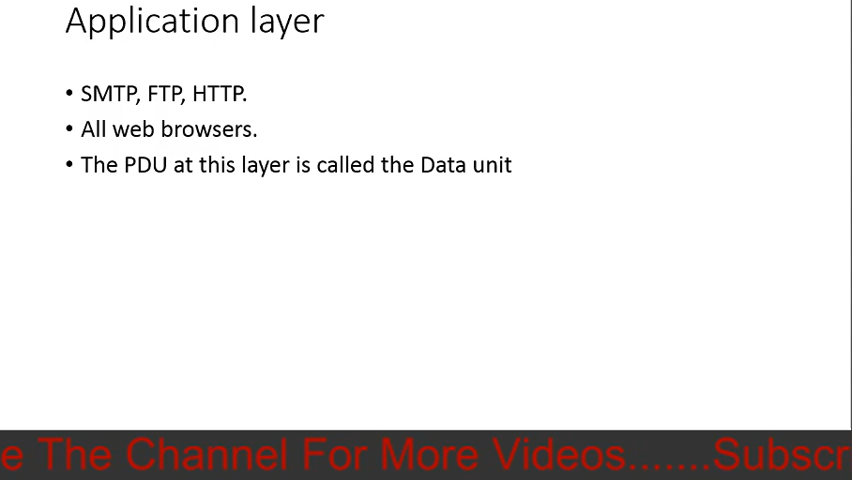 Application layer
• SMTP, FTP, HTTP.
• All web browsers.
• The PDU at this layer is called the Data unit
e The Channel For More Videos.......Subscr